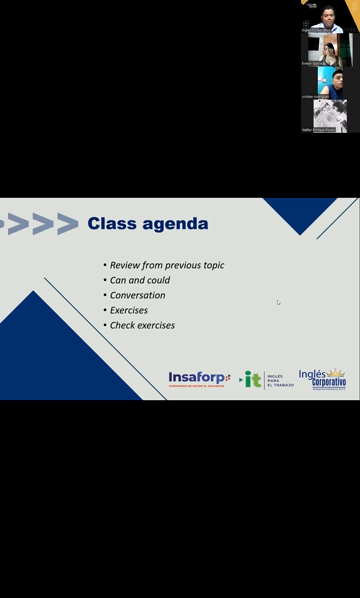 Class agenda
• Review from previous topic
• Can and could
• Conversation
• Exercises
• Check exercises
Insaforp
it
INGLÉS
PARA
EL TRABAJO
Inglés
Corporativo